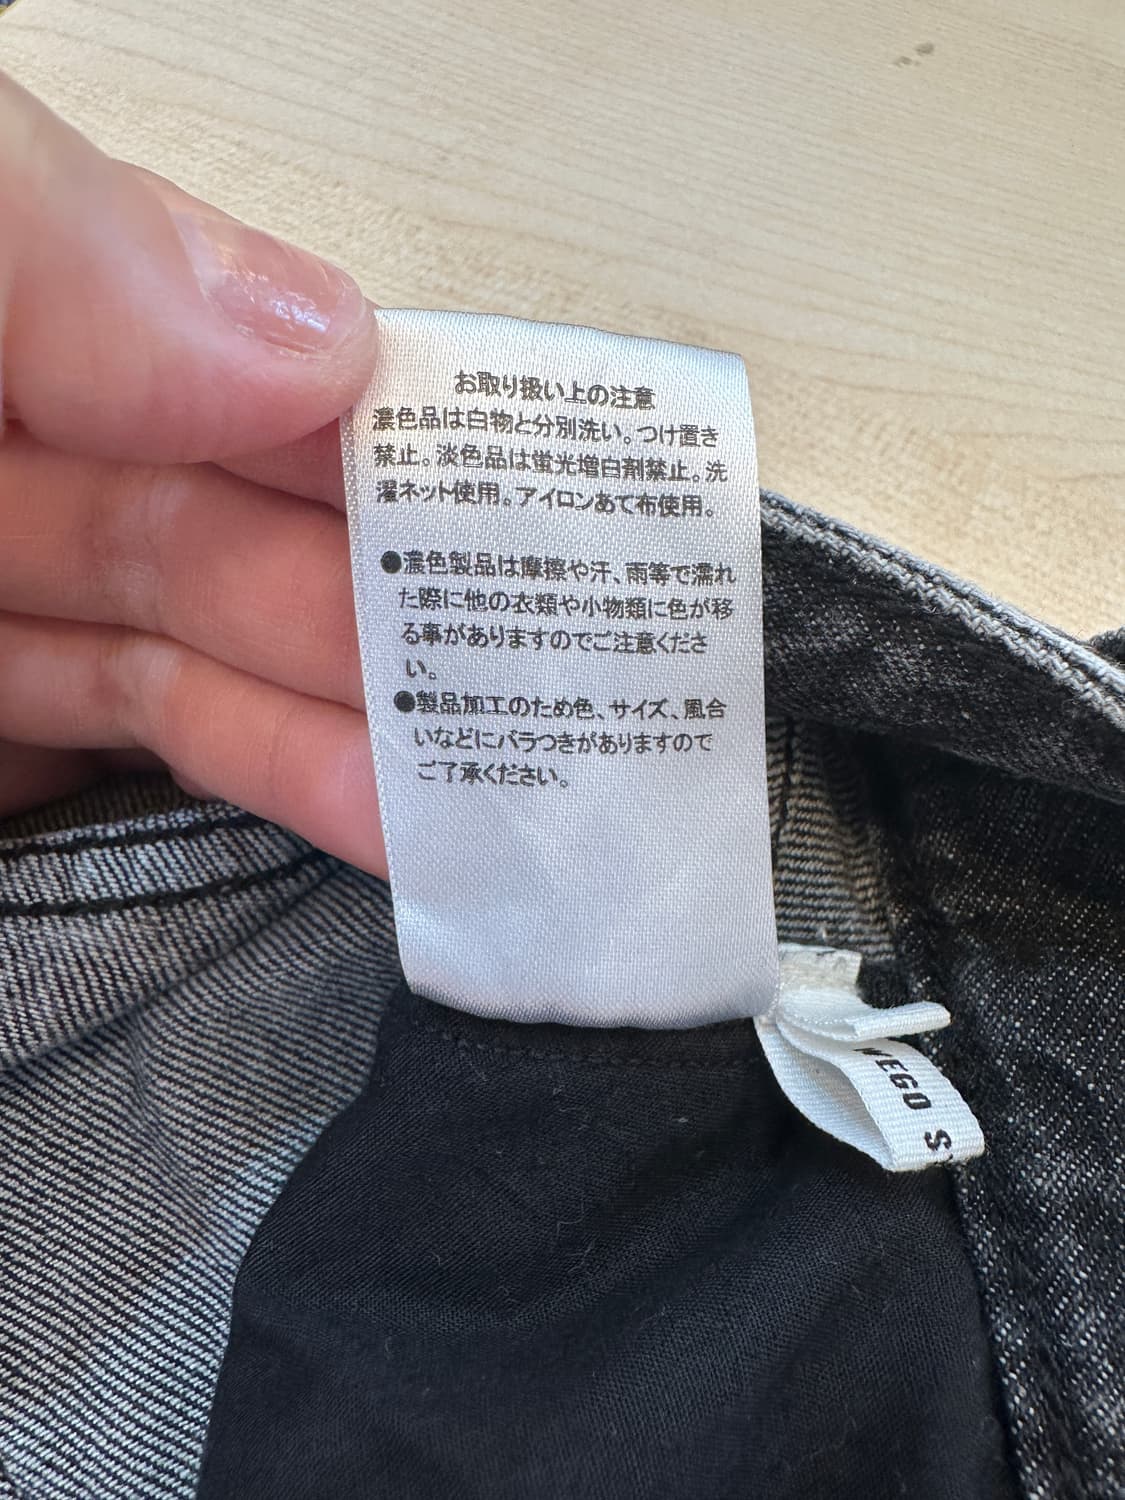 お取り扱い上の注意
濃色品は白物と分別洗い。つけ置き
禁止。淡色品は蛍光増白剤禁止。洗
濯ネット使用。アイロンあて布使用。
●濃色製品は摩擦や汗、雨等で濡れ
た際に他の衣類や小物類に色が移
る事がありますのでご注意くださ
い。
●製品加工のため色、サイズ、風合
いなどにバラつきがありますので
ご了承ください。
WEGO S